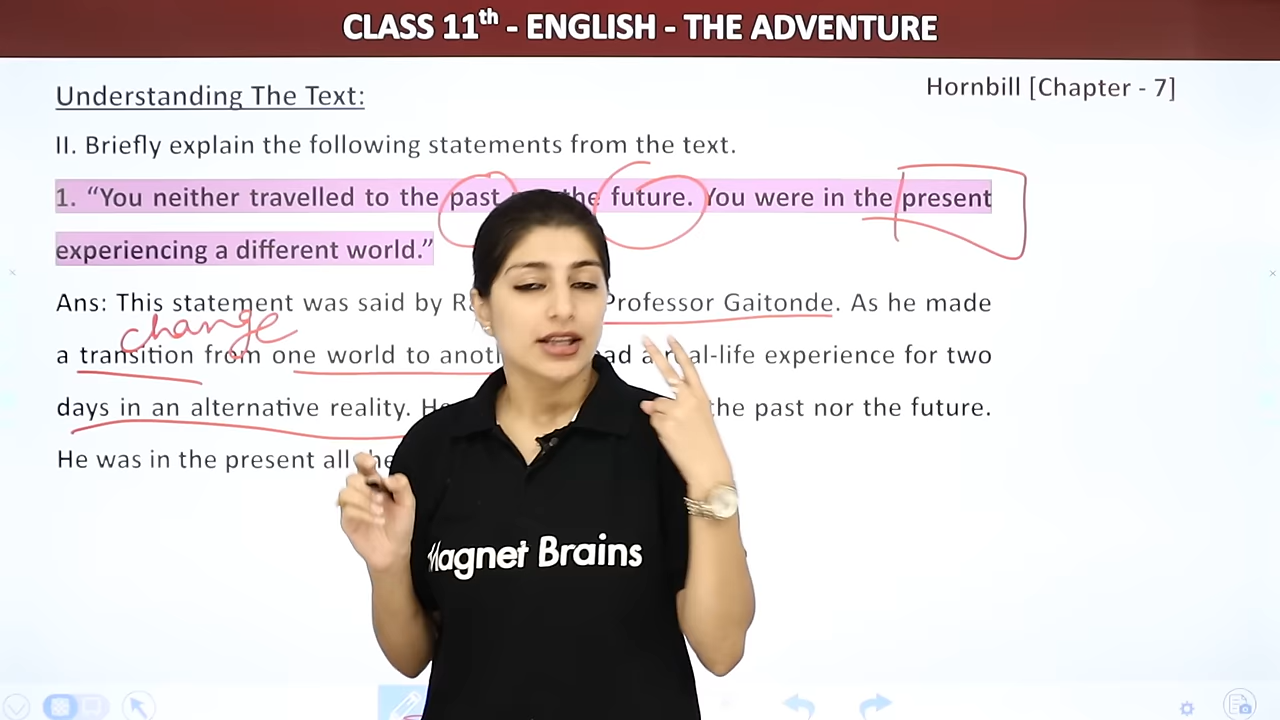 CLASS 11th - ENGLISH - THE ADVENTURE
Understanding The Text:
Hornbill [Chapter - 7]
II. Briefly explain the following statements from the text.
1. “You neither travelled to the past the future. You were in the present
experiencing a different world.”
Ans: This statement was said by Professor Gaitonde. As he made
change
a transition from one world to a real-life experience for two
days in an alternative reality. the past nor the future.
He was in the present all
Magnet Brains